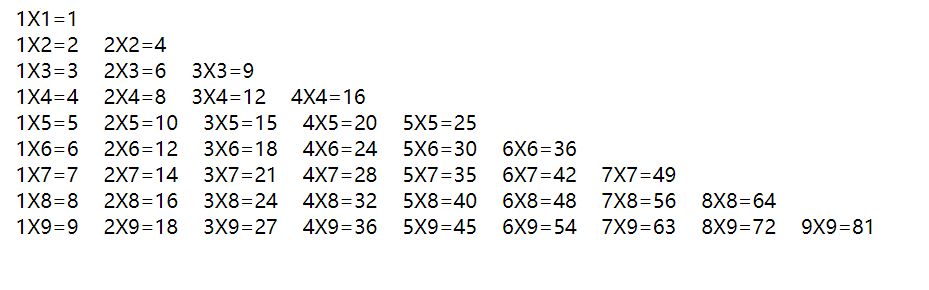 1X1=1
1X2=2 2X2=4
1X3=3 2X3=6 3X3=9
1X4=4 2X4=8 3X4=12 4X4=16
1X5=5 2X5=10 3X5=15 4X5=20 5X5=25
1X6=6 2X6=12 3X6=18 4X6=24 5X6=30 6X6=36
1X7=7 2X7=14 3X7=21 4X7=28 5X7=35 6X7=42 7X7=49
1X8=8 2X8=16 3X8=24 4X8=32 5X8=40 6X8=48 7X8=56 8X8=64
1X9=9 2X9=18 3X9=27 4X9=36 5X9=45 6X9=54 7X9=63 8X9=72 9X9=81